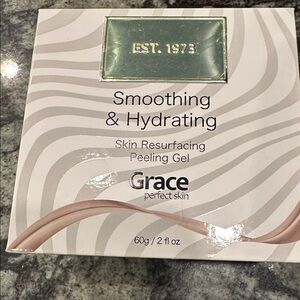 EST. 1973
Smoothing
& Hydrating
Skin Resurfacing
Peeling Gel
Grace
perfect skin
60g / 2 fl oz